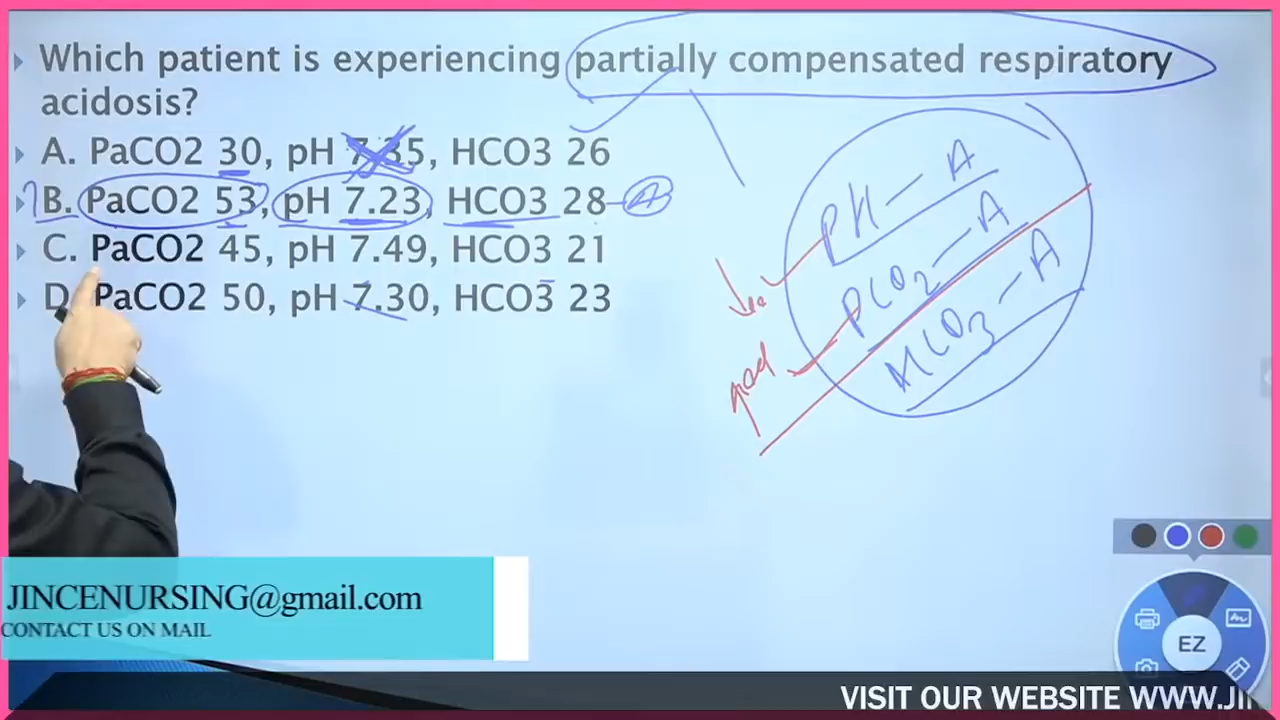 Which patient is experiencing partially compensated respiratory
acidosis?
A. PaCO2 30, pH 7.35, HCO3 26
B. PaCO2 53, pH 7.23, HCO3 28 A
C. PaCO2 45, pH 7.49, HCO3 21
D. PaCO2 50, pH 7.30, HCO3 23
PH - A
PCO2 - A
HCO3 - A
EZ
JINCENURSING@gmail.com
CONTACT US ON MAIL
VISIT OUR WEBSITE WWW.JIN